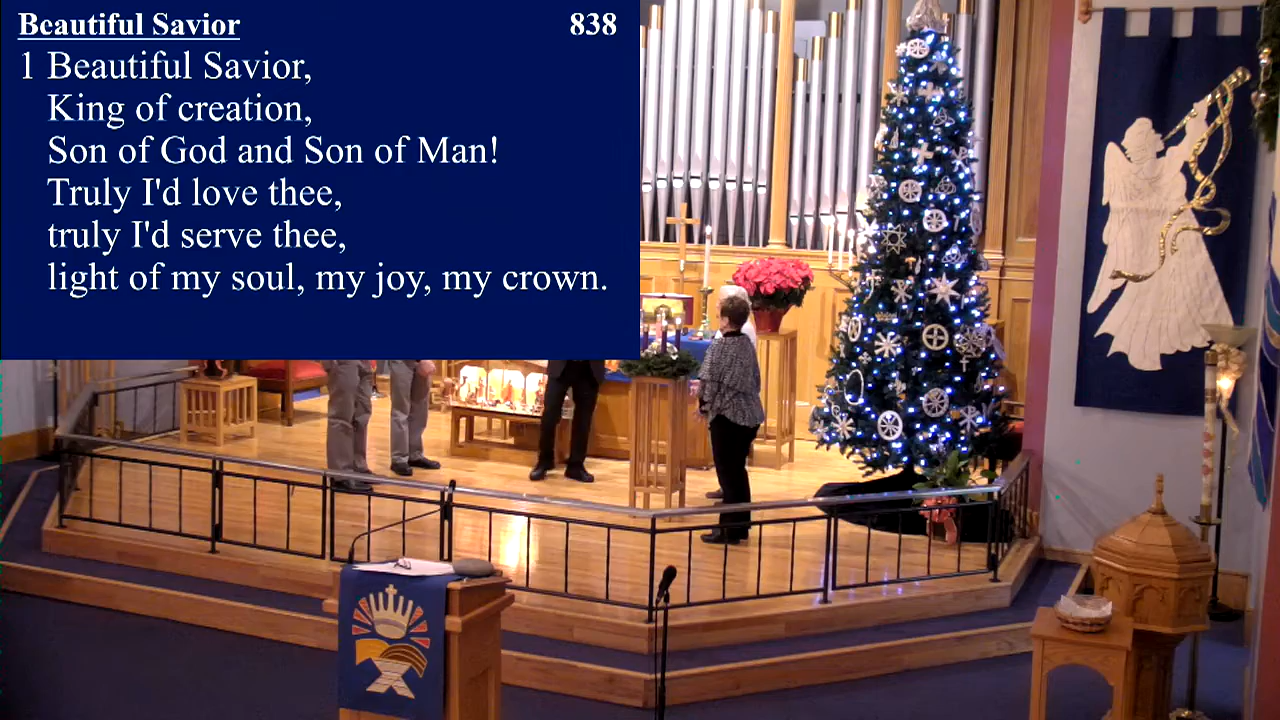 Beautiful Savior 838
1 Beautiful Savior,
King of creation,
Son of God and Son of Man!
Truly I'd love thee,
truly I'd serve thee,
light of my soul, my joy, my crown.